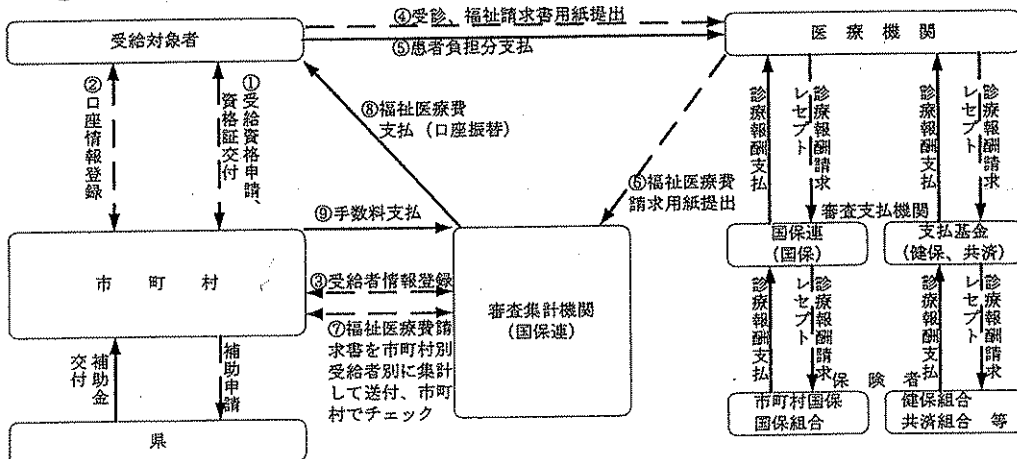 ④受診、福祉請求書用紙提出
受給対象者
⑤患者負担分支払
医療機関
②口座情報登録
①受給資格申請、
資格証交付
⑧福祉医療費
支払（口座振替）
⑥福祉医療費
請求用紙提出
診療報酬支払
診療報酬請求
レセプト
診療報酬支払
診療報酬請求
レセプト
審査支払機関
⑨手数料支払
国保連
（国保）
支払基金
（健保、共済）
市町村
③受給者情報登録
審査集計機関
（国保連）
⑦福祉医療費請
求書を市町村別
受給者別に集計
して送付、市町
村でチェック
診療報酬支払
診療報酬請求
レセプト
診療報酬支払
診療報酬請求
レセプト
補助金
交付
補助申請
保険者
市町村国保
国保組合
健保組合
共済組合 等
県